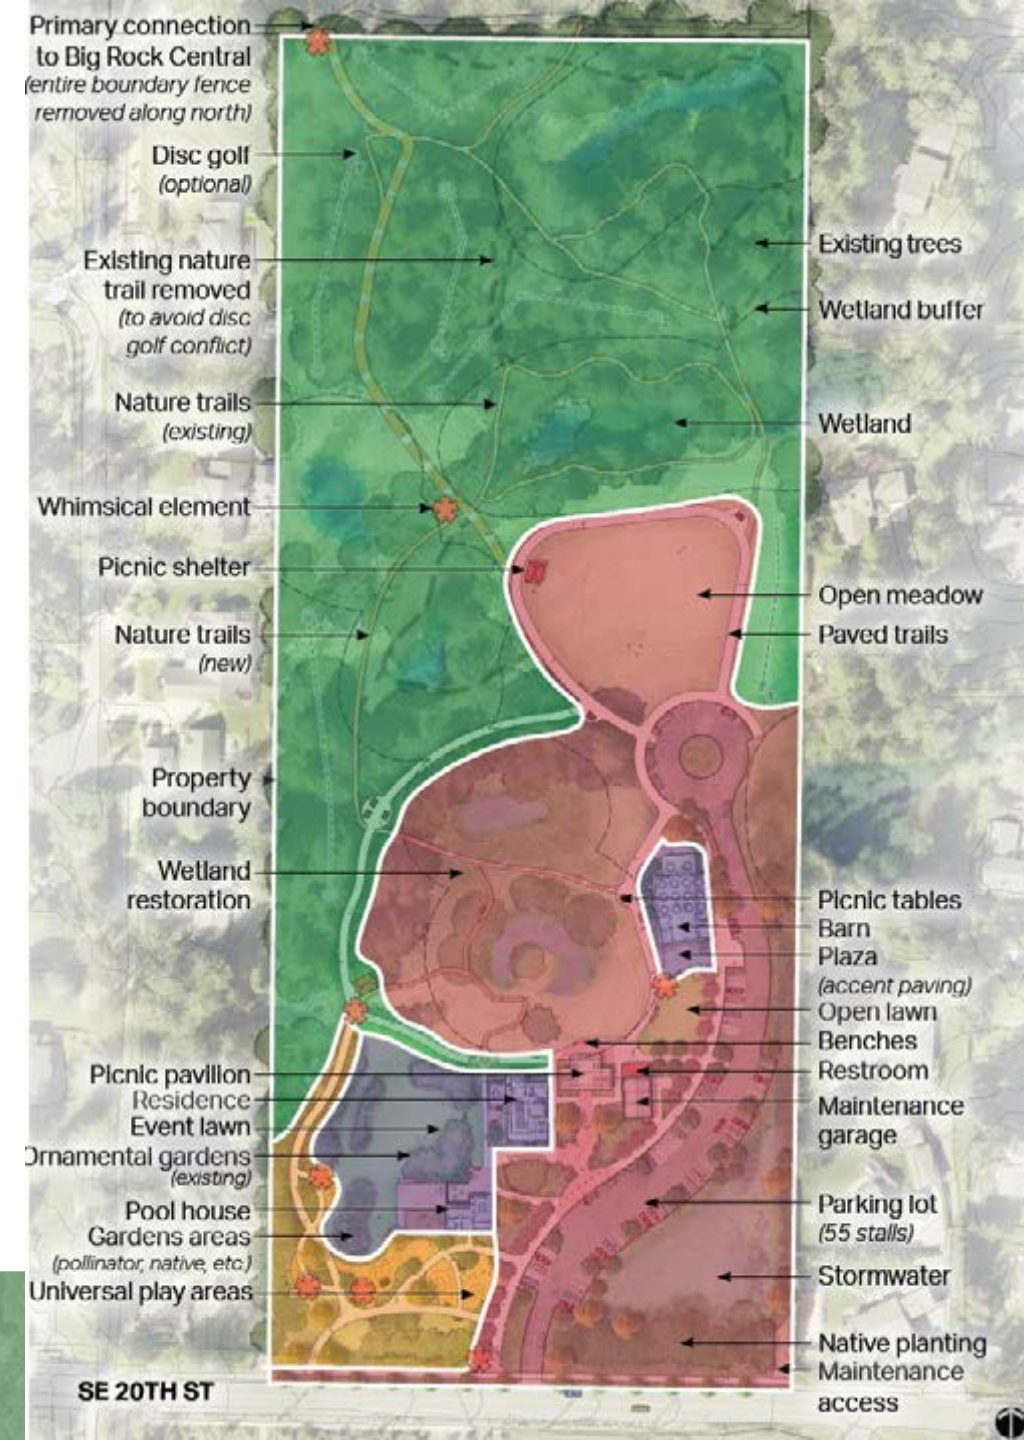 Primary connection
to Big Rock Central
(entire boundary fence
removed along north)
Disc golf
(optional)
Existing nature
trail removed
(to avoid disc
golf conflict)
Nature trails
(existing)
Whimsical element
Picnic shelter
Nature trails
(new)
Property
boundary
Wetland
restoration
Picnic pavilion
Residence
Event lawn
Ornamental gardens
(existing)
Pool house
Gardens areas
(pollinator, native, etc)
Universal play areas
SE 20TH ST
Existing trees
Wetland buffer
Wetland
Open meadow
Paved trails
Picnic tables
Barn
Plaza
(accent paving)
Open lawn
Benches
Restroom
Maintenance
garage
Parking lot
(55 stalls)
Stormwater
Native planting
Maintenance
access